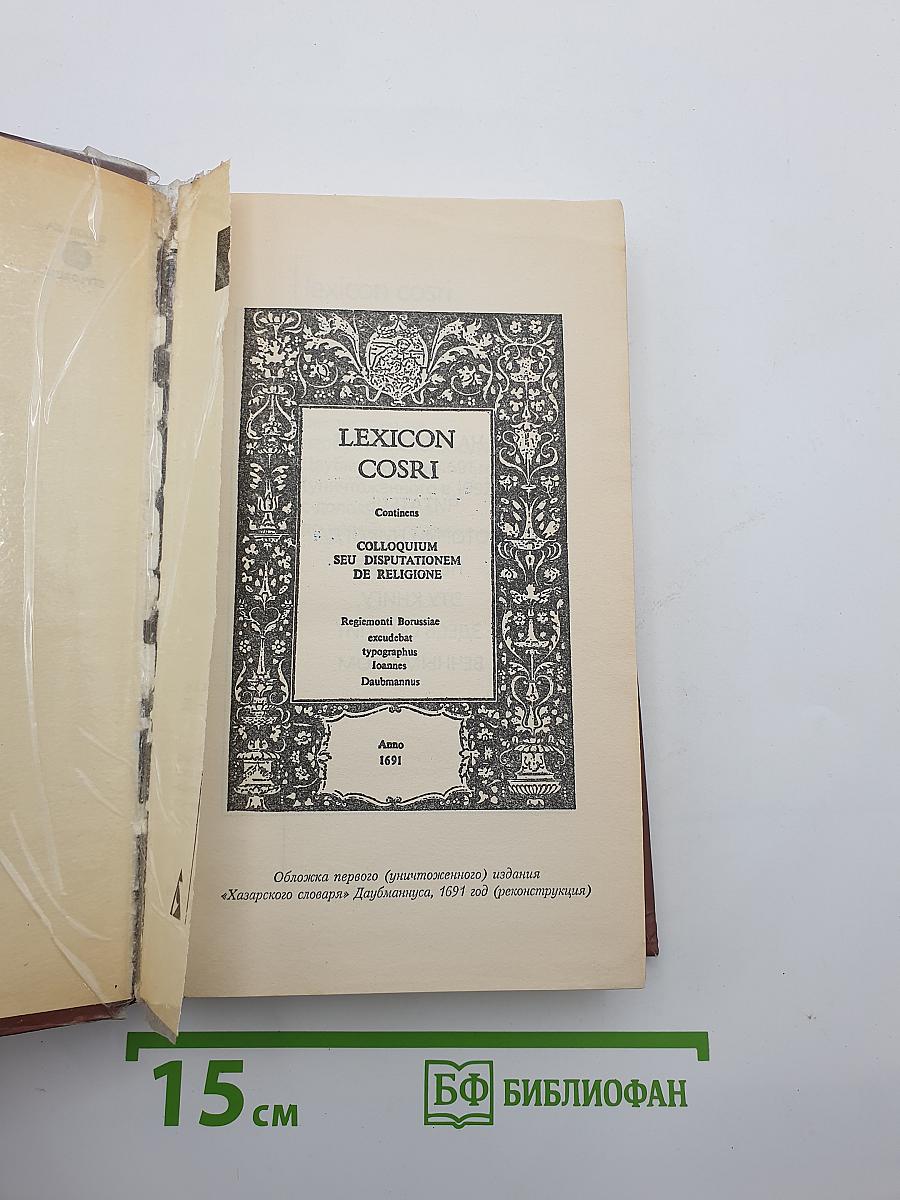 LEXICON
COSRI
Continens
COLLOQUIUM
SEU DISPUTATIONEM
DE RELIGIONE
Regiemonti Borussiae
excudebat
typographus
Ioannes
Daubmannus
Anno
1691
Обложка первого (уничтоженного) издания
«Хазарского словаря» Даубманнуса, 1691 год (реконструкция)
15 см
БФ БИБЛИОФАН